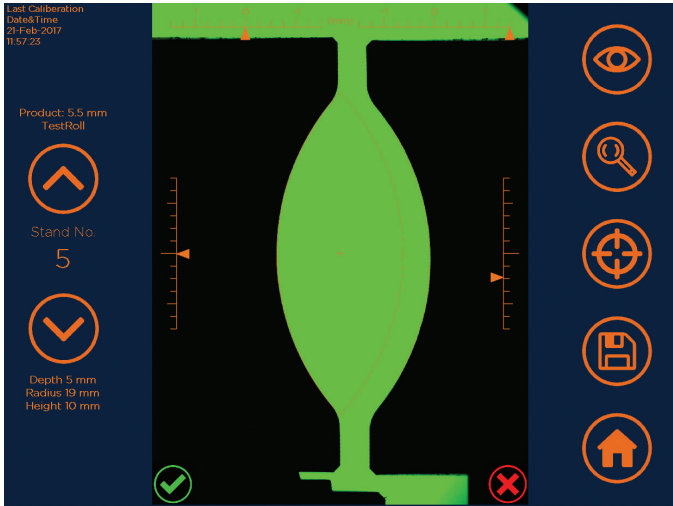 Last Caliberation
Date&Time
21-Feb-2017
11:57:23
Product: 5.5 mm
TestRoll
Stand No.
5
Depth 5 mm
Radius 19 mm
Height 10 mm